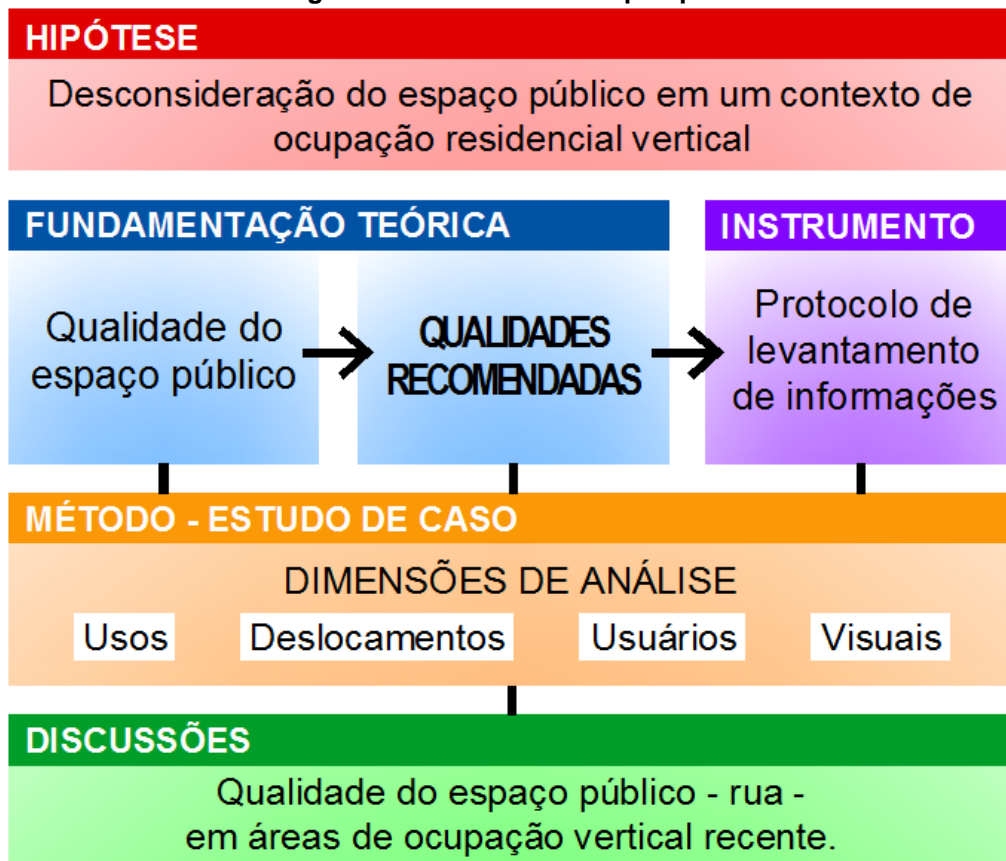 HIPÓTESE
Desconsideração do espaço público em um contexto de
ocupação residencial vertical
FUNDAMENTAÇÃO TEÓRICA
Qualidade do
espaço público
QUALIDADES
RECOMENDADAS
INSTRUMENTO
Protocolo de
levantamento
de informações
MÉTODO - ESTUDO DE CASO
DIMENSÕES DE ANÁLISE
Usos Deslocamentos Usuários Visuais
DISCUSSÕES
Qualidade do espaço público - rua -
em áreas de ocupação vertical recente.